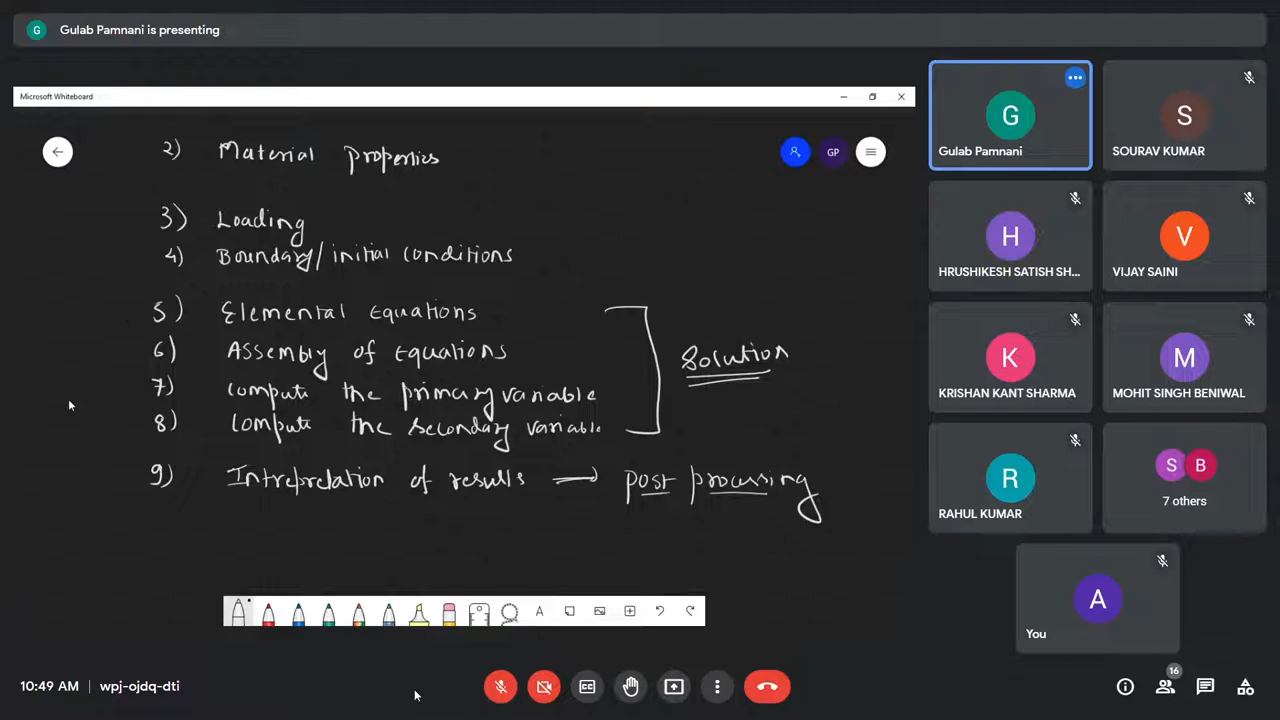 G Gulab Pamnani is presenting
Microsoft Whiteboard
GP
2) Material properties
3) Loading
4) Boundary/initial conditions
5) Elemental Equations
6) Assembly of Equations
7) compute the primary variable
8) compute the secondary variable
Solution
9) Intrepretation of results → post processing
A
G
Gulab Pamnani
S
SOURAV KUMAR
H
HRUSHIKESH SATISH SH...
V
VIJAY SAINI
K
KRISHAN KANT SHARMA
M
MOHIT SINGH BENIWAL
R
RAHUL KUMAR
S B
7 others
A
You
10:49 AM | wpj-ojdq-dti
CC
16